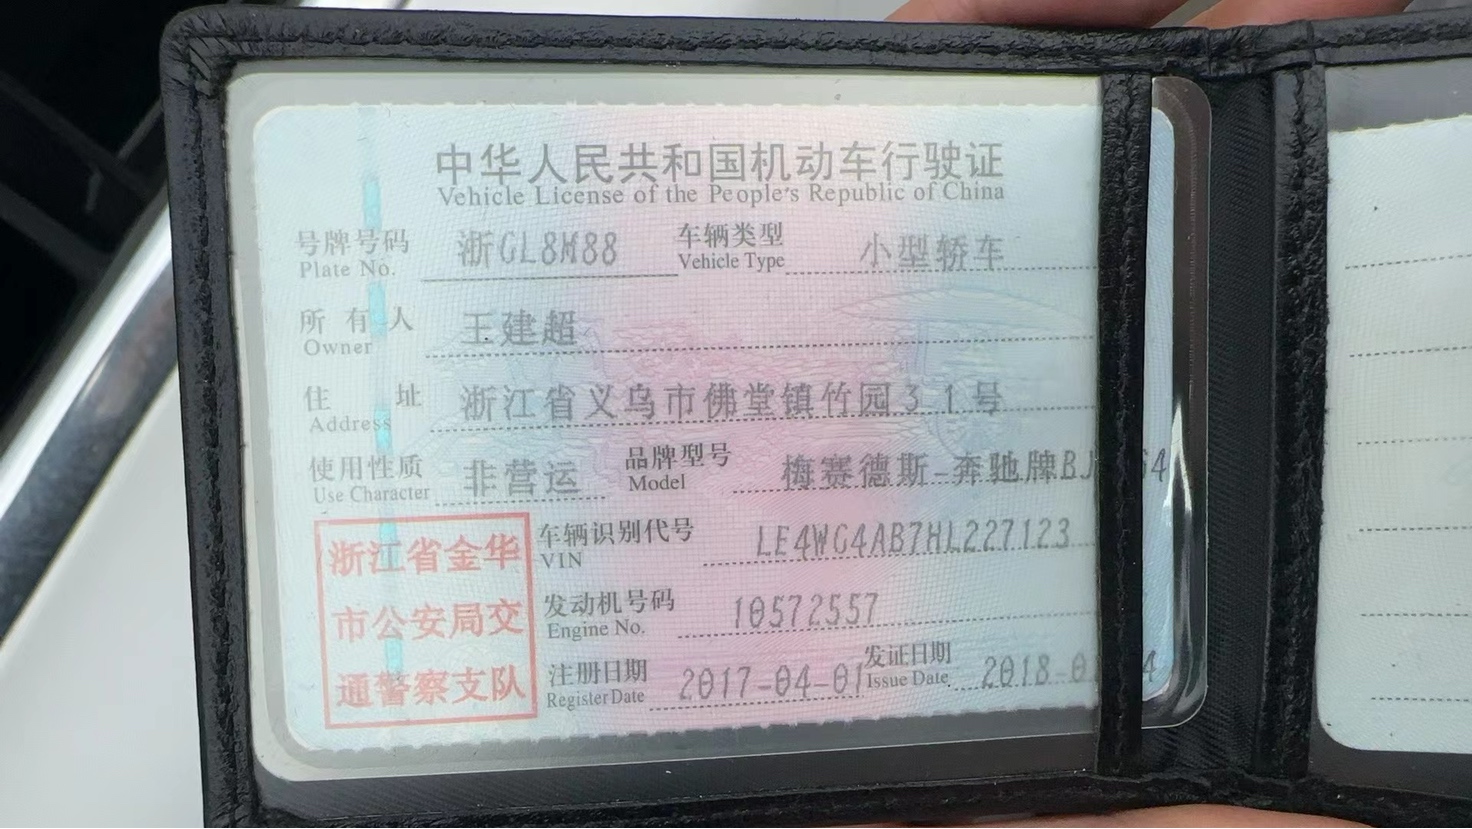 中华人民共和国机动车行驶证
Vehicle License of the People's Republic of China
号牌号码 浙GL8M88 车辆类型 小型轿车
Plate No. Vehicle Type
所有人 王建超
Owner
住址 浙江省义乌市佛堂镇竹园31号
Address
使用性质 非营运 品牌型号 梅赛德斯-奔驰牌BJ
Use Character Model
浙江省金华
市公安局交
通警察支队
车辆识别代号 LE4WG4AB7HL227123
VIN
发动机号码 10572557
Engine No.
注册日期 2017-04-01 发证日期 2018-0
Register Date Issue Date